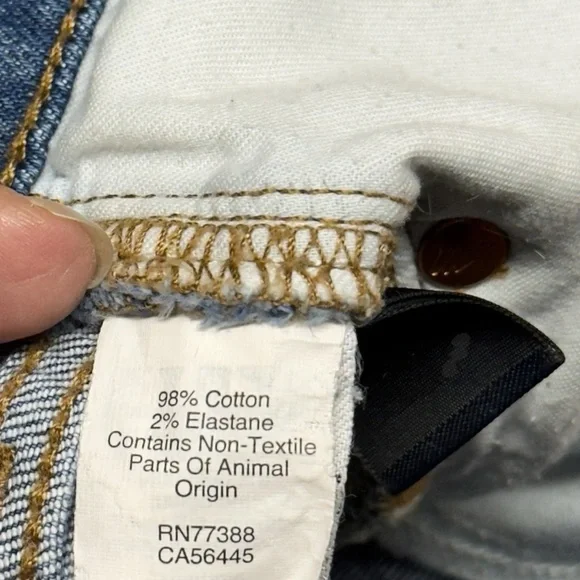 98% Cotton
2% Elastane
Contains Non-Textile
Parts Of Animal
Origin
RN77388
CA56445